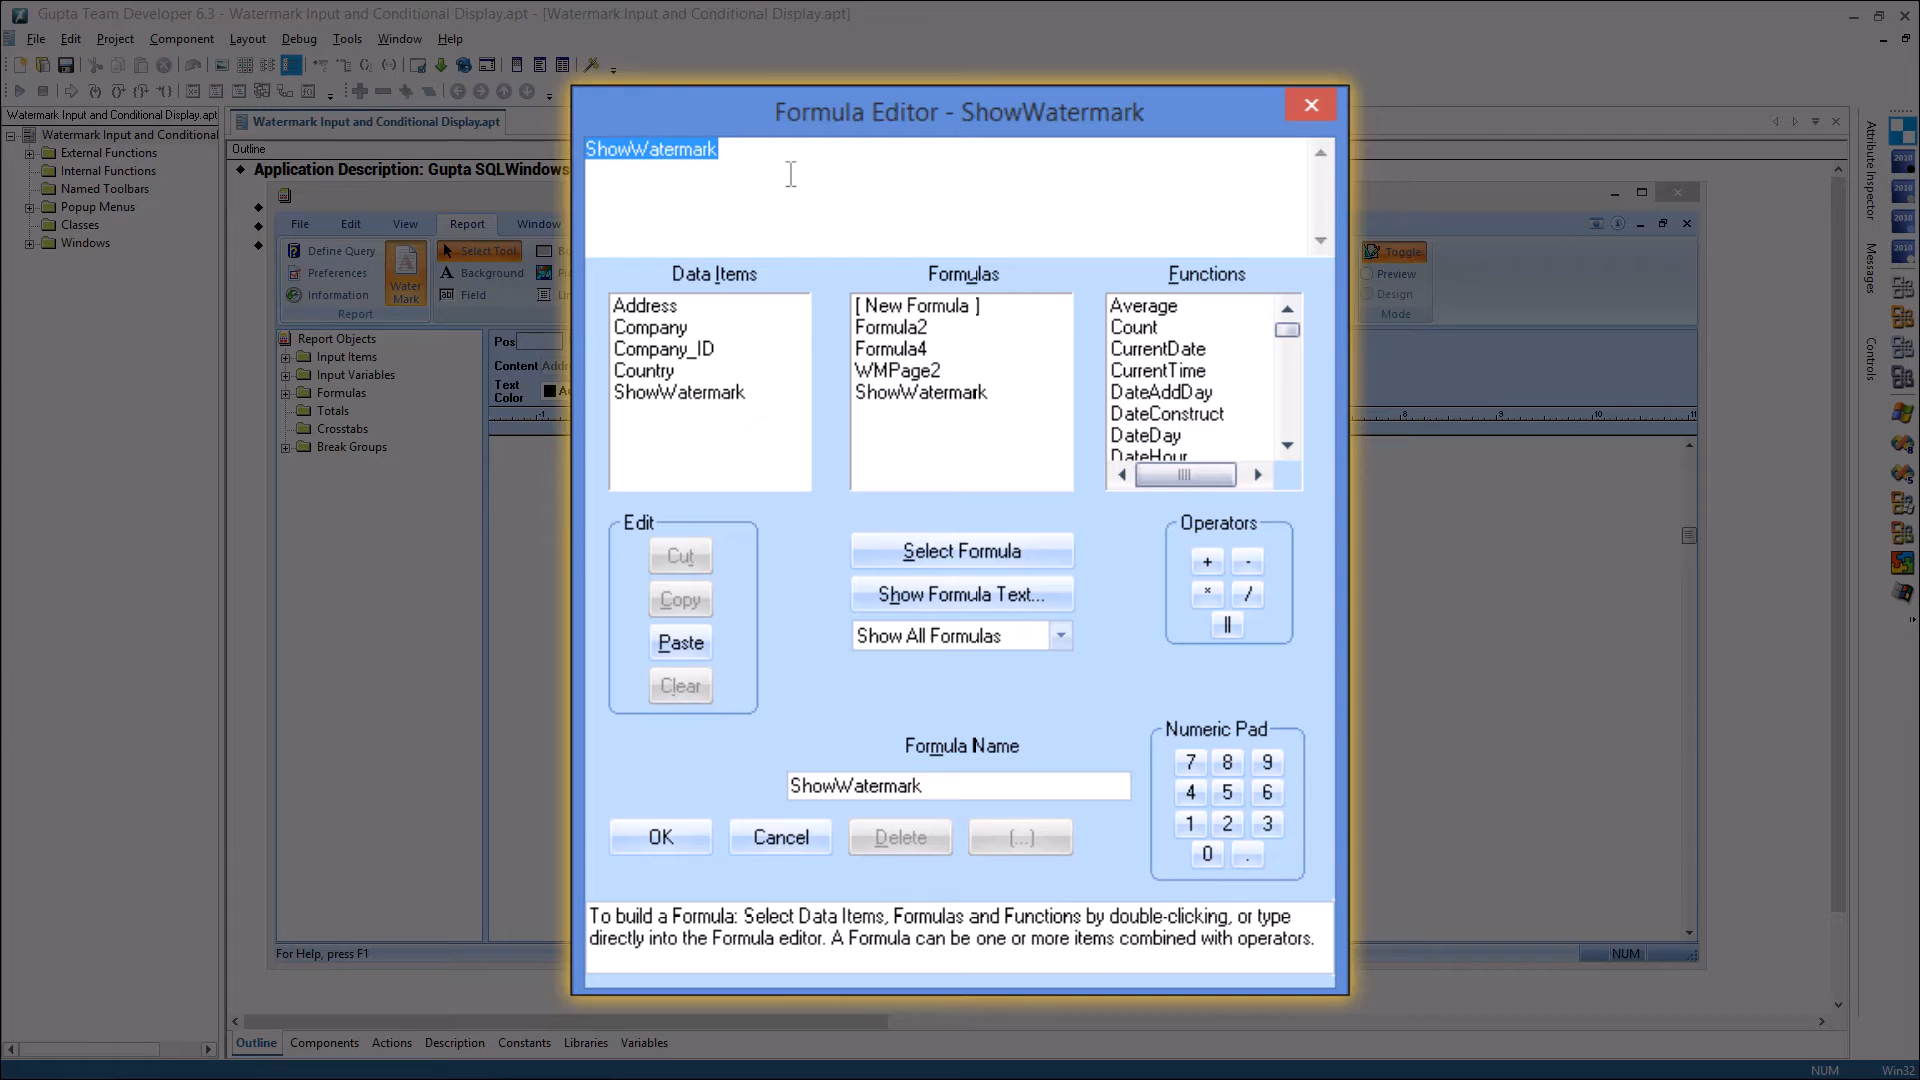 Gupta Team Developer 6.3 - Watermark Input and Conditional Display.apt - [Watermark Input and Conditional Display.apt]
File Edit Project Component Layout Debug Tools Window Help
Watermark Input and Conditional Display.apt
Watermark Input and Conditional
External Functions
Internal Functions
Named Toolbars
Popup Menus
Classes
Windows
Watermark Input and Conditional Display.apt
Outline
Application Description: Gupta SQLWindows
File Edit View Report Window
Define Query
Preferences
Information
Water
Mark
Report
Select Tool
Background
Field
Toggle
Preview
Design
Mode
Report Objects
Input Items
Input Variables
Formulas
Totals
Crosstabs
Break Groups
Pos
Content
Text
Color
For Help, press F1
NUM
Formula Editor - ShowWatermark
ShowWatermark
Data Items
Address
Company
Company_ID
Country
ShowWatermark
Formulas
[ New Formula ]
Formula2
Formula4
WMPage2
ShowWatermark
Functions
Average
Count
CurrentDate
CurrentTime
DateAddDay
DateConstruct
DateDay
DateHour
Edit
Cut
Copy
Paste
Clear
Select Formula
Show Formula Text...
Show All Formulas
Operators
+ -
* /
||
Formula Name
ShowWatermark
Numeric Pad
7 8 9
4 5 6
1 2 3
0 .
OK Cancel Delete (...)
To build a Formula: Select Data Items, Formulas and Functions by double-clicking, or type
directly into the Formula editor. A Formula can be one or more items combined with operators.
8 9 10 11
Attribute Inspector
Messages
Controls
2010
2010
2010
2010
Outline Components Actions Description Constants Libraries Variables
NUM Win32